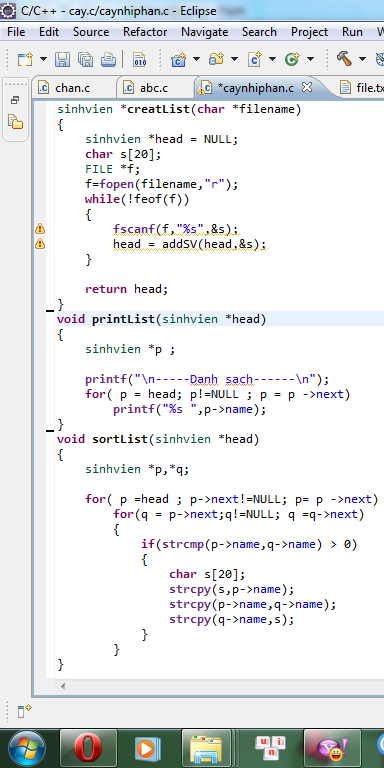 C/C++ - cay.c/caynhiphan.c - Eclipse
File Edit Source Refactor Navigate Search Project Run
chan.c abc.c *caynhiphan.c file.tx
sinhvien *creatList(char *filename)
{
sinhvien *head = NULL;
char s[20];
FILE *f;
f=fopen(filename,"r");
while(!feof(f))
{
fscanf(f,"%s",&s);
head = addSV(head,&s);
}
return head;
}
void printList(sinhvien *head)
{
sinhvien *p ;
printf("\n-----Danh sach------\n");
for( p = head; p!=NULL ; p = p ->next)
printf("%s ",p->name);
}
void sortList(sinhvien *head)
{
sinhvien *p,*q;
for( p =head ; p->next!=NULL; p= p ->next)
for(q = p->next;q!=NULL; q =q->next)
{
if(strcmp(p->name,q->name) > 0)
{
char s[20];
strcpy(s,p->name);
strcpy(p->name,q->name);
strcpy(q->name,s);
}
}
}